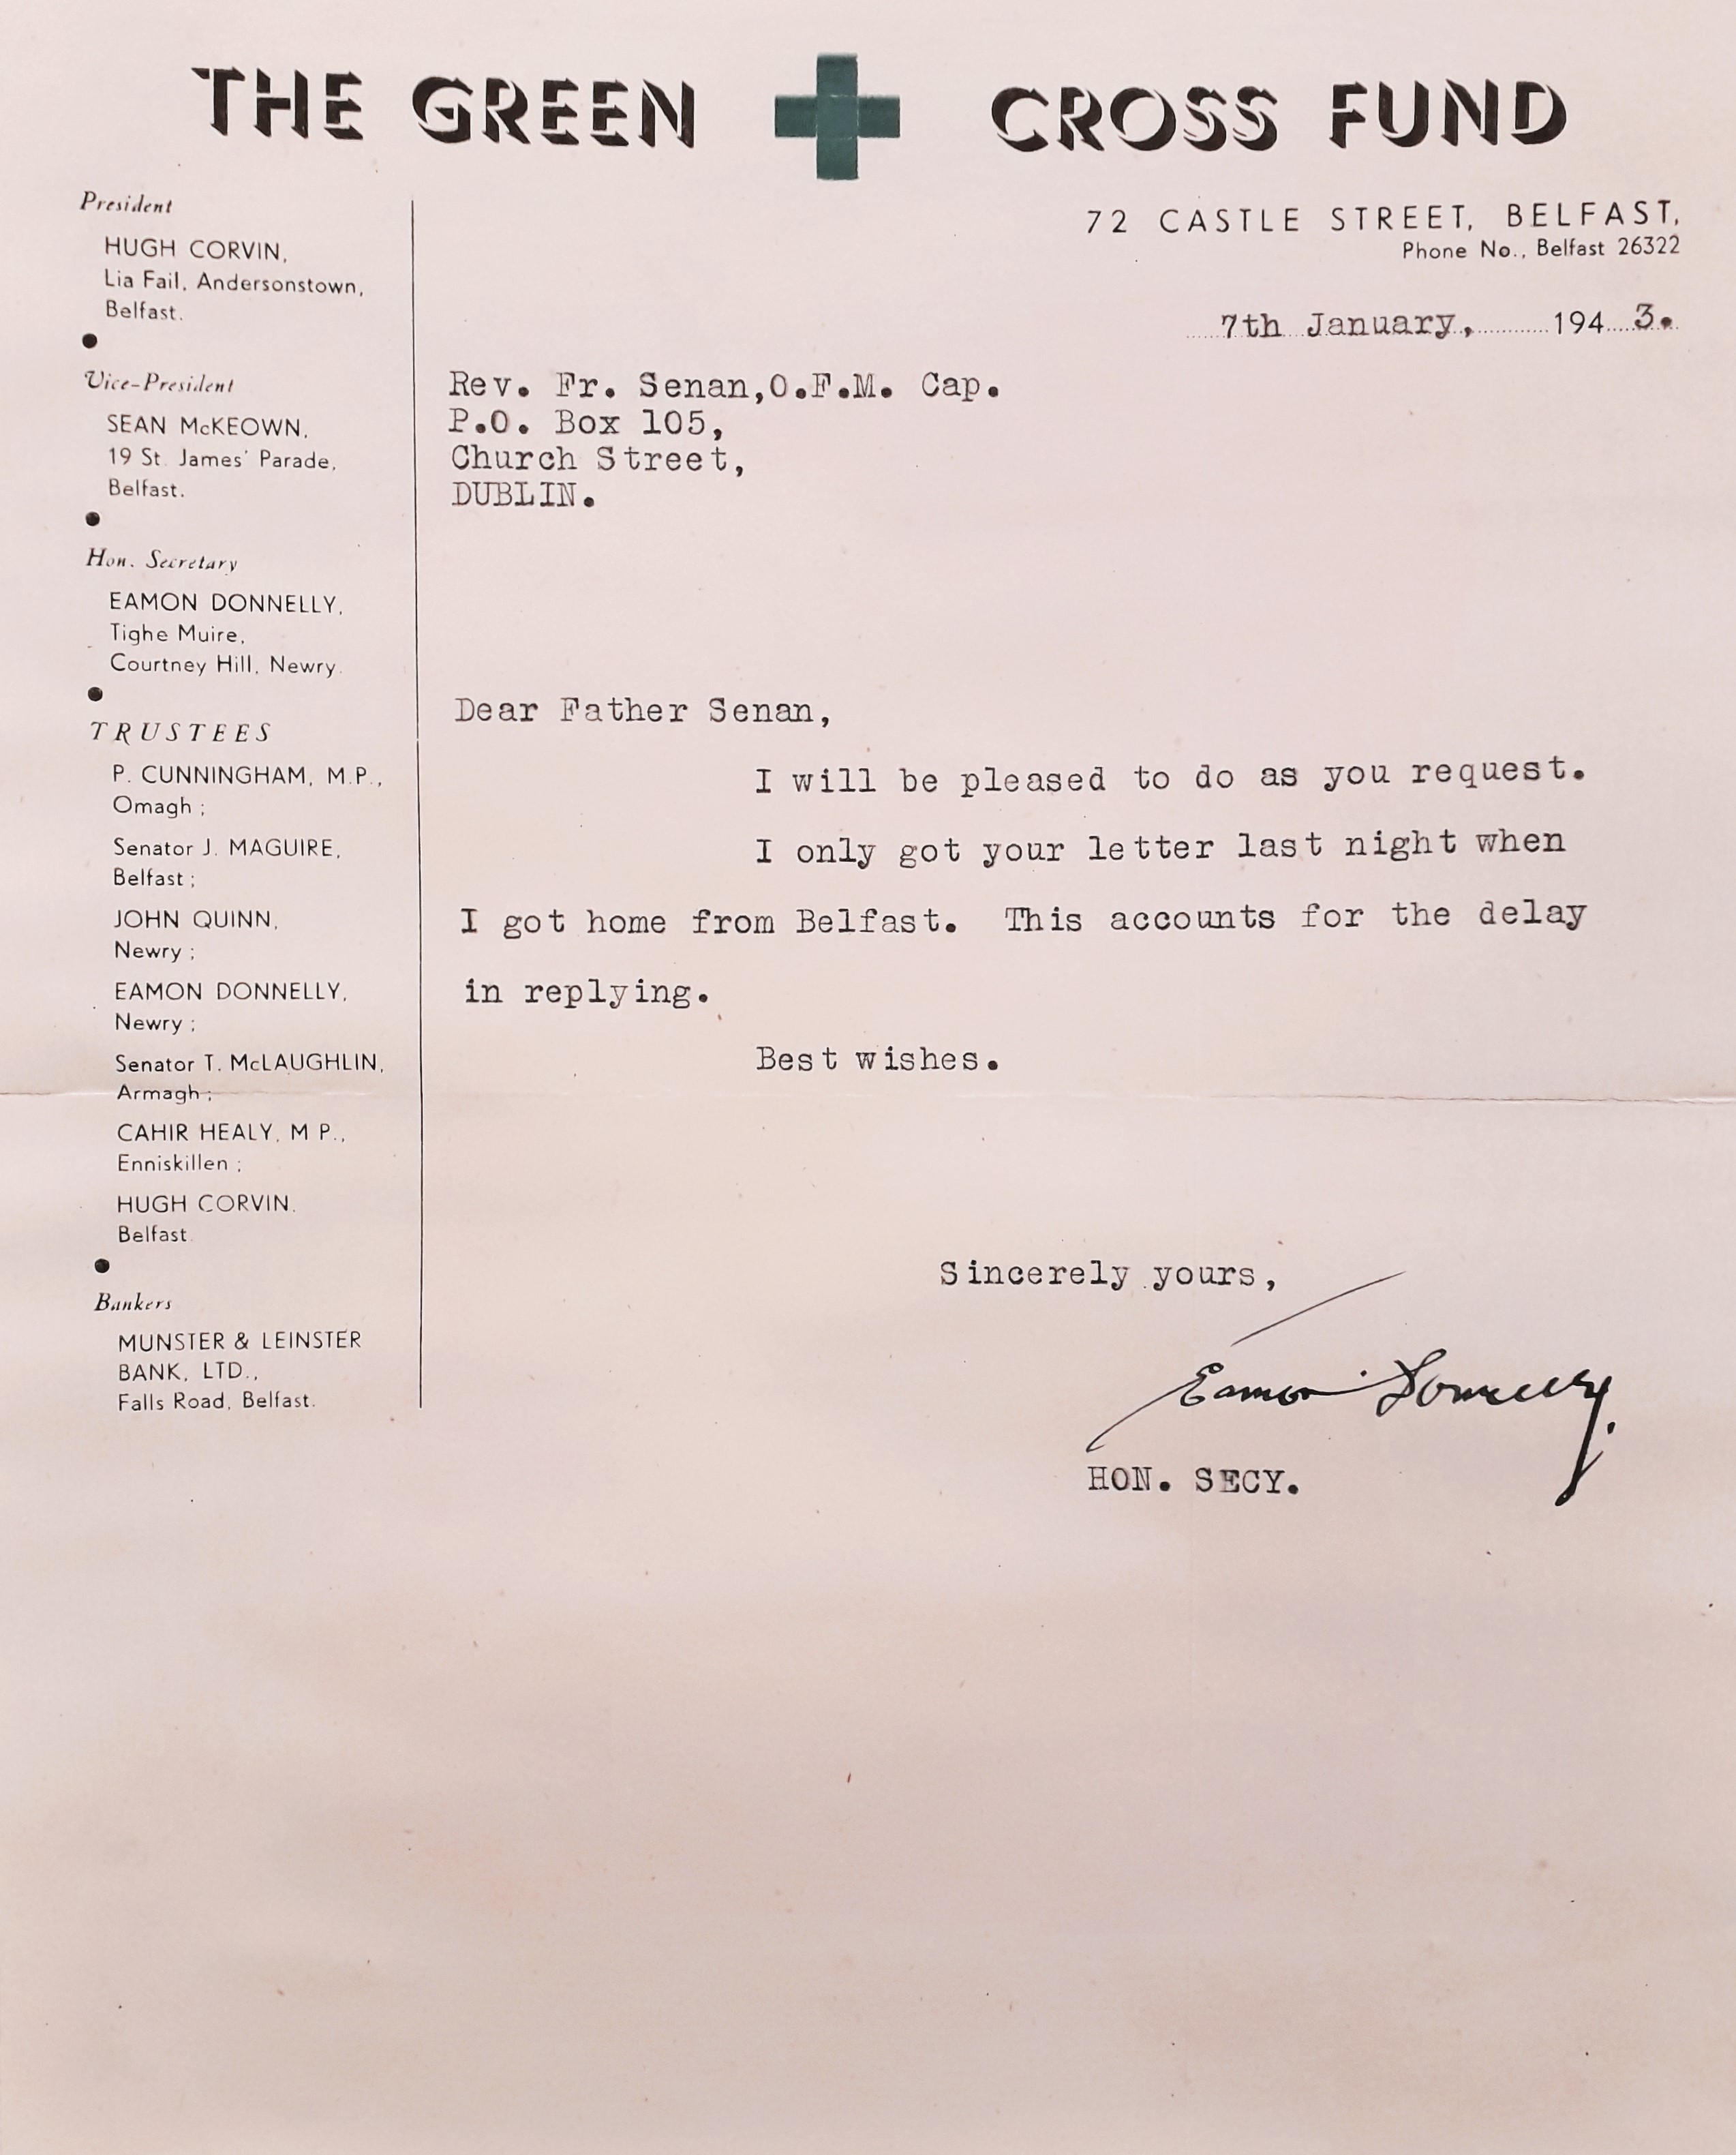 THE GREEN CROSS FUND
72 CASTLE STREET, BELFAST,
Phone No., Belfast 26322
7th January, 1943.
President
HUGH CORVIN,
Lia Fail, Andersonstown,
Belfast.
Vice-President
SEAN McKEOWN,
19 St. James' Parade,
Belfast.
Hon. Secretary
EAMON DONNELLY,
Tighe Muire,
Courtney Hill, Newry.
TRUSTEES
P. CUNNINGHAM, M.P.,
Omagh ;
Senator J. MAGUIRE,
Belfast ;
JOHN QUINN,
Newry ;
EAMON DONNELLY,
Newry ;
Senator T. McLAUGHLIN,
Armagh ;
CAHIR HEALY, M P.,
Enniskillen ;
HUGH CORVIN,
Belfast.
Bankers
MUNSTER & LEINSTER
BANK, LTD.,
Falls Road, Belfast.
Rev. Fr. Senan,O.F.M. Cap.
P.O. Box 105,
Church Street,
DUBLIN.
Dear Father Senan,
I will be pleased to do as you request.
I only got your letter last night when
I got home from Belfast. This accounts for the delay
in replying.
Best wishes.
Sincerely yours,
Eamon Donnelly.
HON. SECY.